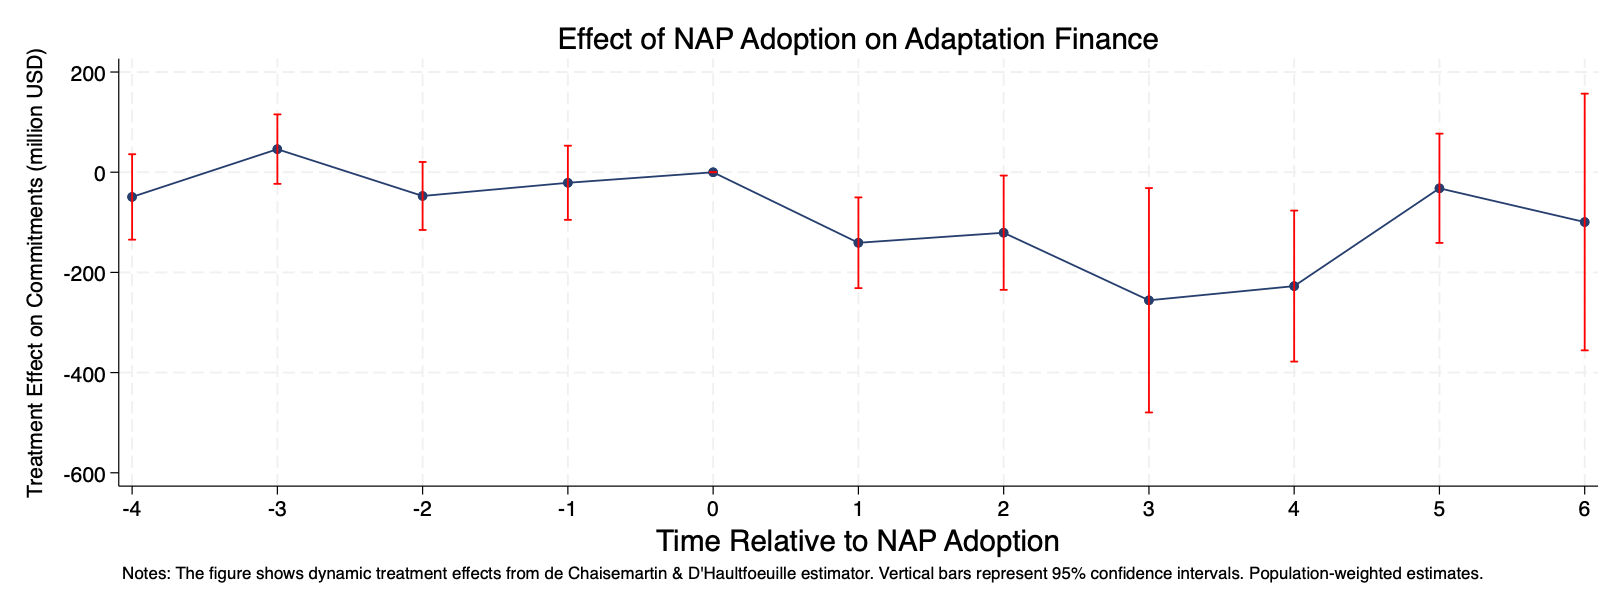 Effect of NAP Adoption on Adaptation Finance
Treatment Effect on Commitments (million USD)
200
0
-200
-400
-600
-4 -3 -2 -1 0 1 2 3 4 5 6
Time Relative to NAP Adoption
Notes: The figure shows dynamic treatment effects from de Chaisemartin & D'Haultfoeuille estimator. Vertical bars represent 95% confidence intervals. Population-weighted estimates.